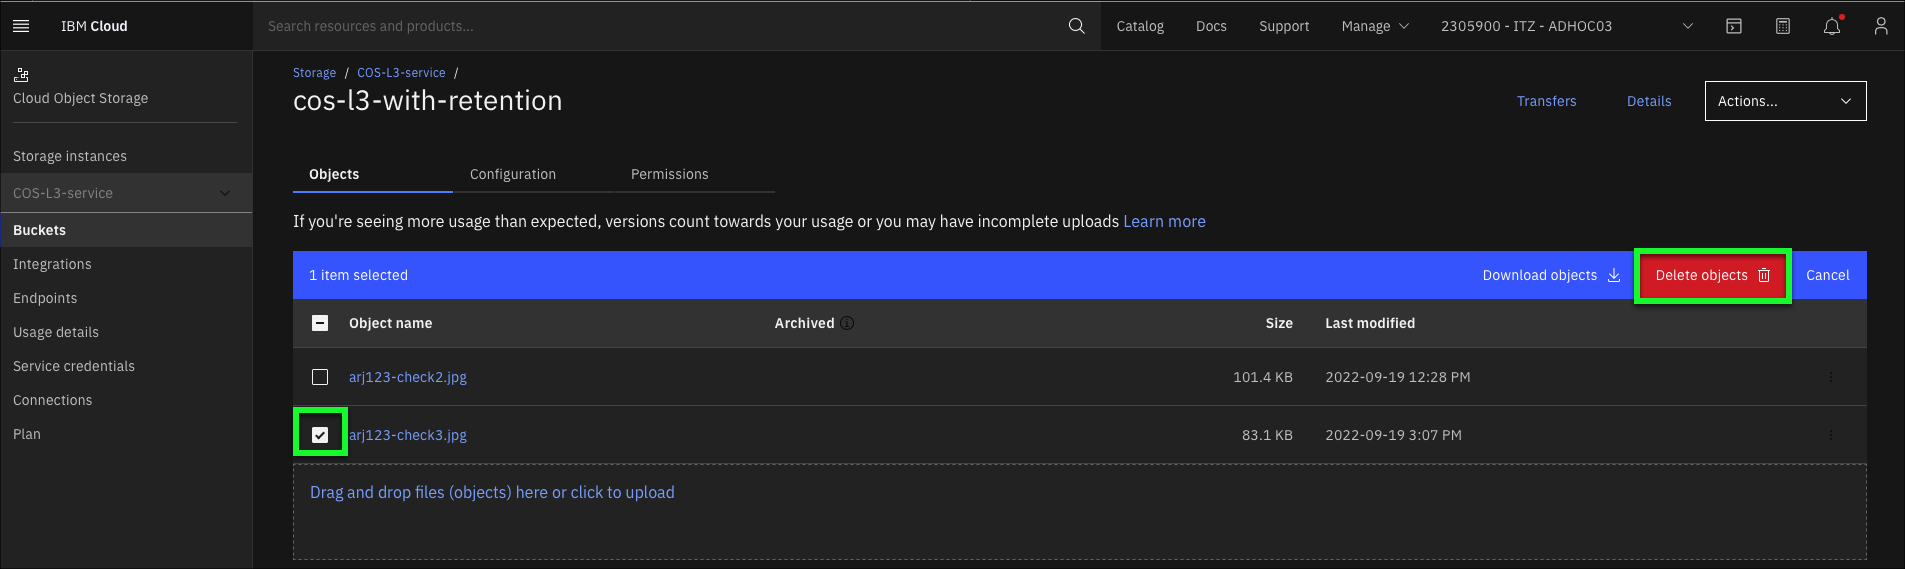 IBM Cloud
Search resources and products...
Catalog
Docs
Support
Manage
2305900 - ITZ - ADHOC03
Cloud Object Storage
Storage instances
COS-L3-service
Buckets
Integrations
Endpoints
Usage details
Service credentials
Connections
Plan
Storage / COS-L3-service /
cos-l3-with-retention
Transfers
Details
Actions...
Objects
Configuration
Permissions
If you're seeing more usage than expected, versions count towards your usage or you may have incomplete uploads Learn more
1 item selected
Download objects
Delete objects
Cancel
Object name
Archived
Size
Last modified
arj123-check2.jpg
101.4 KB
2022-09-19 12:28 PM
arj123-check3.jpg
83.1 KB
2022-09-19 3:07 PM
Drag and drop files (objects) here or click to upload